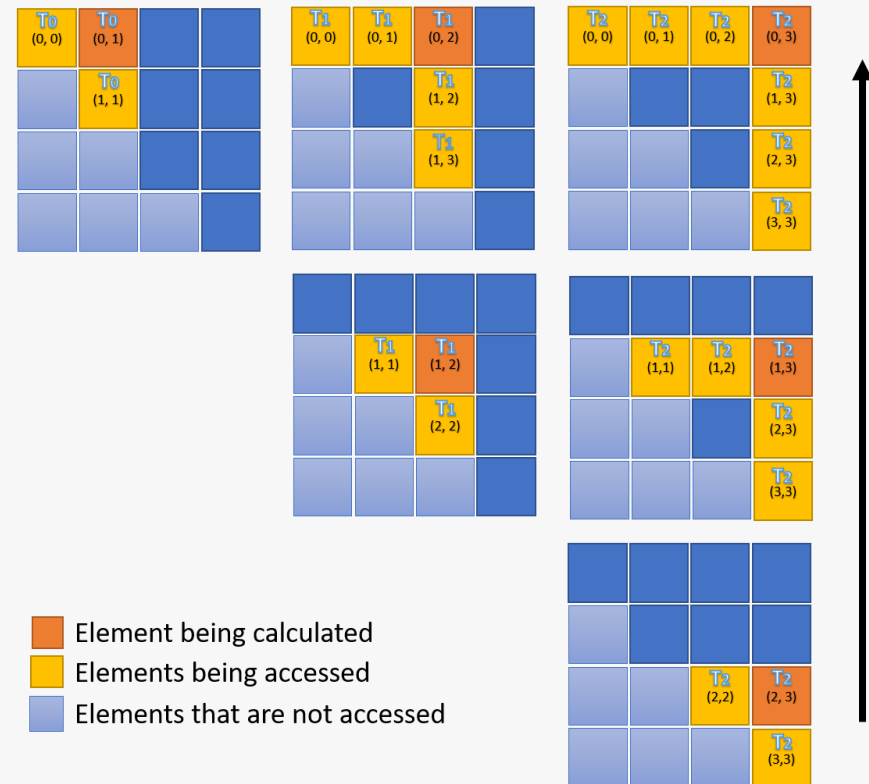 T0 T0 T1 T1 T1 T2 T2 T2 T2
(0, 0) (0, 1) (0, 0) (0, 1) (0, 2) (0, 0) (0, 1) (0, 2) (0, 3)
T0 T1 T2
(1, 1) (1, 2) (1, 3)
T1 T2
(1, 3) (2, 3)
T2
(3, 3)
T1 T1 T2 T2 T2
(1, 1) (1, 2) (1,1) (1,2) (1,3)
T1 T2
(2, 2) (2,3)
T2
(3,3)
Element being calculated
Elements being accessed
T2 T2
(2,2) (2, 3)
Elements that are not accessed
T2
(3,3)